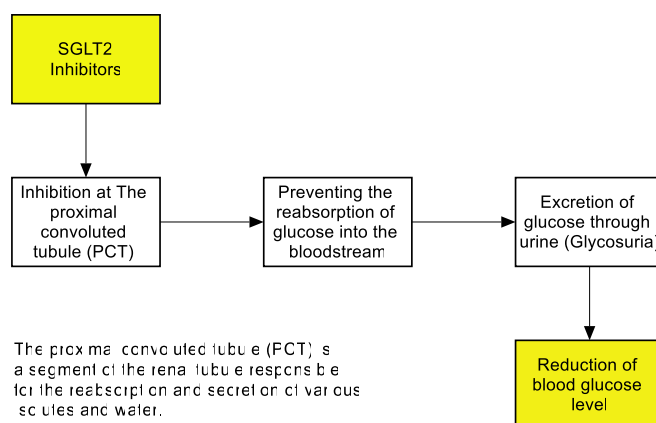 SGLT2
Inhibitors
Inhibition at The
proximal
convoluted
tubule (PCT)
Preventing the
reabsorption of
glucose into the
bloodstream
Excretion of
glucose through
urine (Glycosuria)
The proximal convoluted tubule (PCT) is
a segment of the renal tubule responsible
for the reabsorption and secretion of various
solutes and water.
Reduction of
blood glucose
level